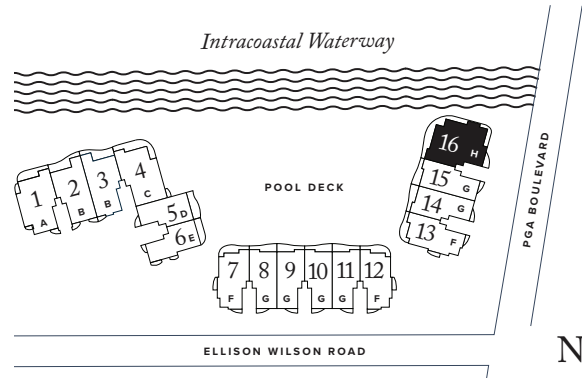 Intracoastal Waterway
16 H
15 G
14 G
13 F
1 A
2 B
3 B
4 C
5 D
6 E
POOL DECK
PGA BOULEVARD
7 F
8 G
9 G
10 G
11 G
12 F
ELLISON WILSON ROAD
N